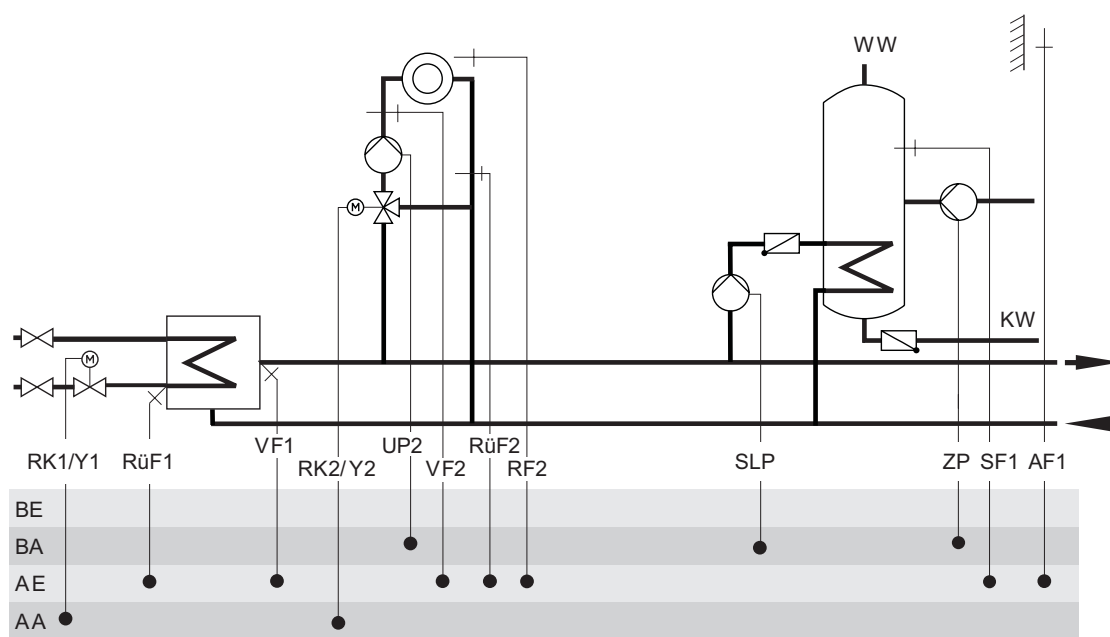 WW
M
KW
M
RK1/Y1 RüF1 VF1 RK2/Y2 UP2 VF2 RüF2 RF2 SLP ZP SF1 AF1
BE
BA
AE
AA